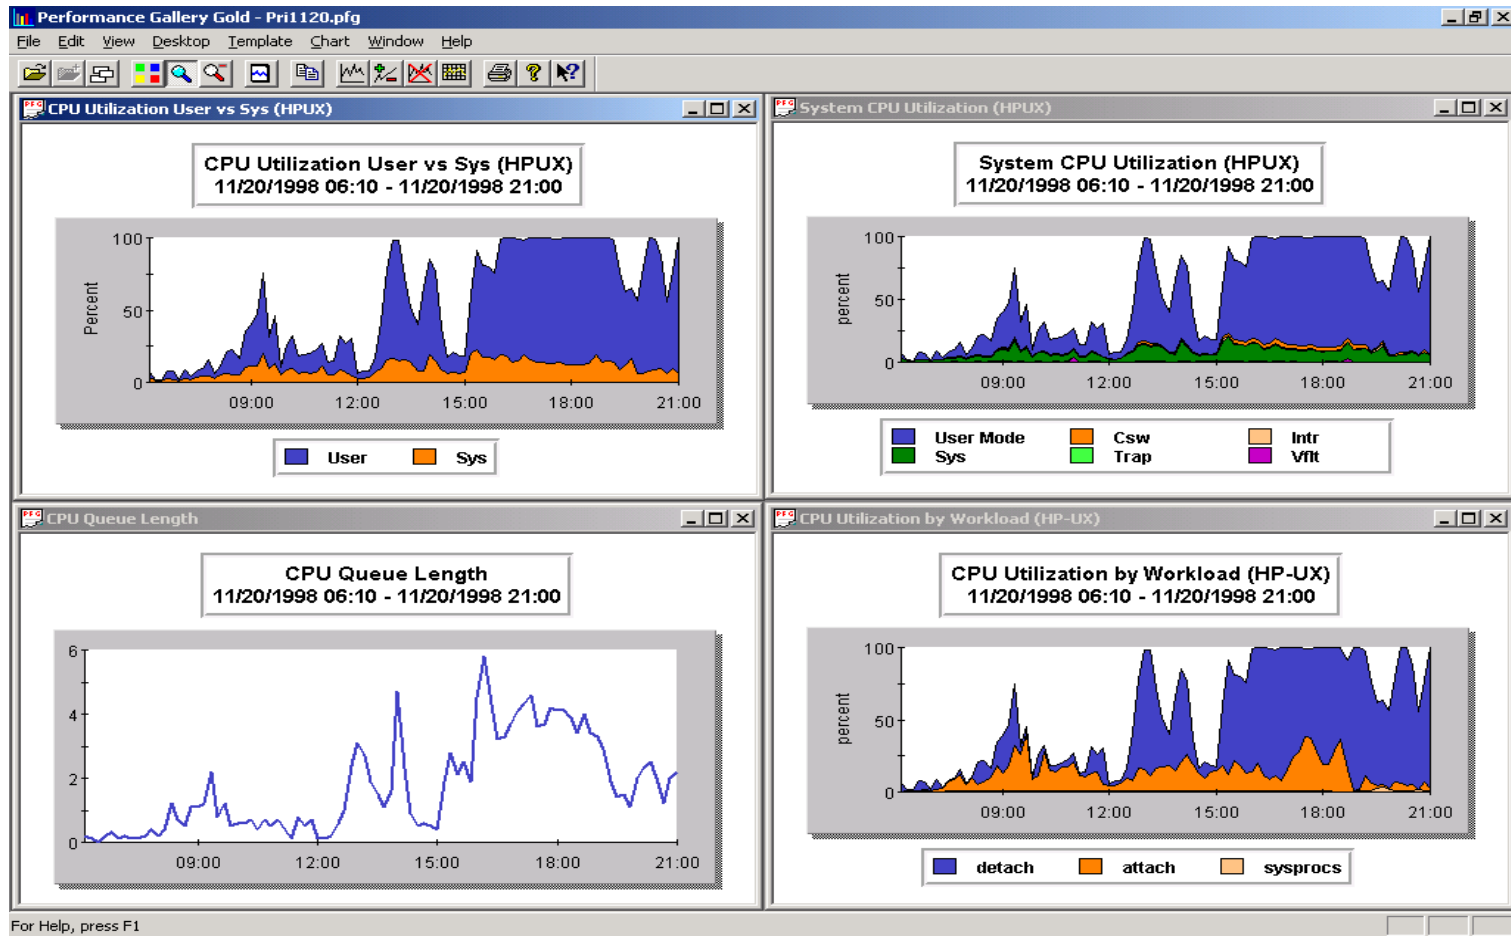 Performance Gallery Gold - Pri1120.pfg
File Edit View Desktop Template Chart Window Help
PFG CPU Utilization User vs Sys (HPUX)
CPU Utilization User vs Sys (HPUX)
11/20/1998 06:10 - 11/20/1998 21:00
Percent
100
50
0
09:00 12:00 15:00 18:00 21:00
User Sys
PFG System CPU Utilization (HPUX)
System CPU Utilization (HPUX)
11/20/1998 06:10 - 11/20/1998 21:00
percent
100
50
0
09:00 12:00 15:00 18:00 21:00
User Mode Csw Intr
Sys Trap Vflt
PFG CPU Queue Length
CPU Queue Length
11/20/1998 06:10 - 11/20/1998 21:00
6
4
2
0
09:00 12:00 15:00 18:00 21:00
PFG CPU Utilization by Workload (HP-UX)
CPU Utilization by Workload (HP-UX)
11/20/1998 06:10 - 11/20/1998 21:00
percent
100
50
0
09:00 12:00 15:00 18:00 21:00
detach attach sysprocs
For Help, press F1